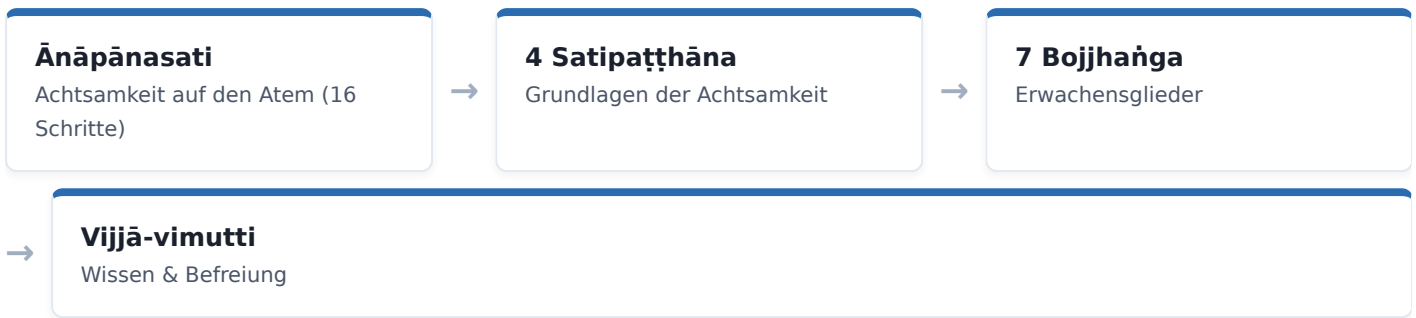 Ānāpānasati
Achtsamkeit auf den Atem (16
Schritte)
→
4 Satipaṭṭhāna
Grundlagen der Achtsamkeit
→
7 Bojjhaṅga
Erwachensglieder
→
Vijjā-vimutti
Wissen & Befreiung